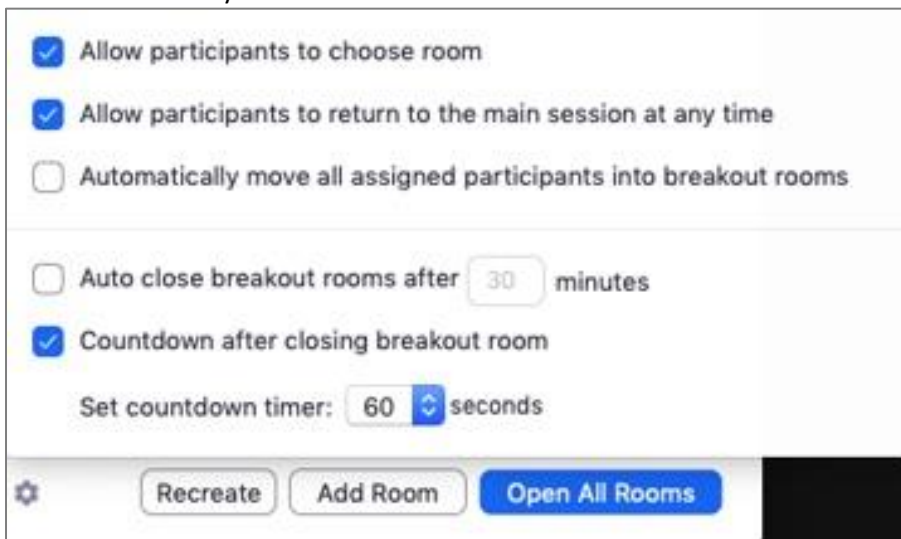 Allow participants to choose room
Allow participants to return to the main session at any time
Automatically move all assigned participants into breakout rooms
Auto close breakout rooms after 30 minutes
Countdown after closing breakout room
Set countdown timer: 60 seconds
Recreate Add Room Open All Rooms